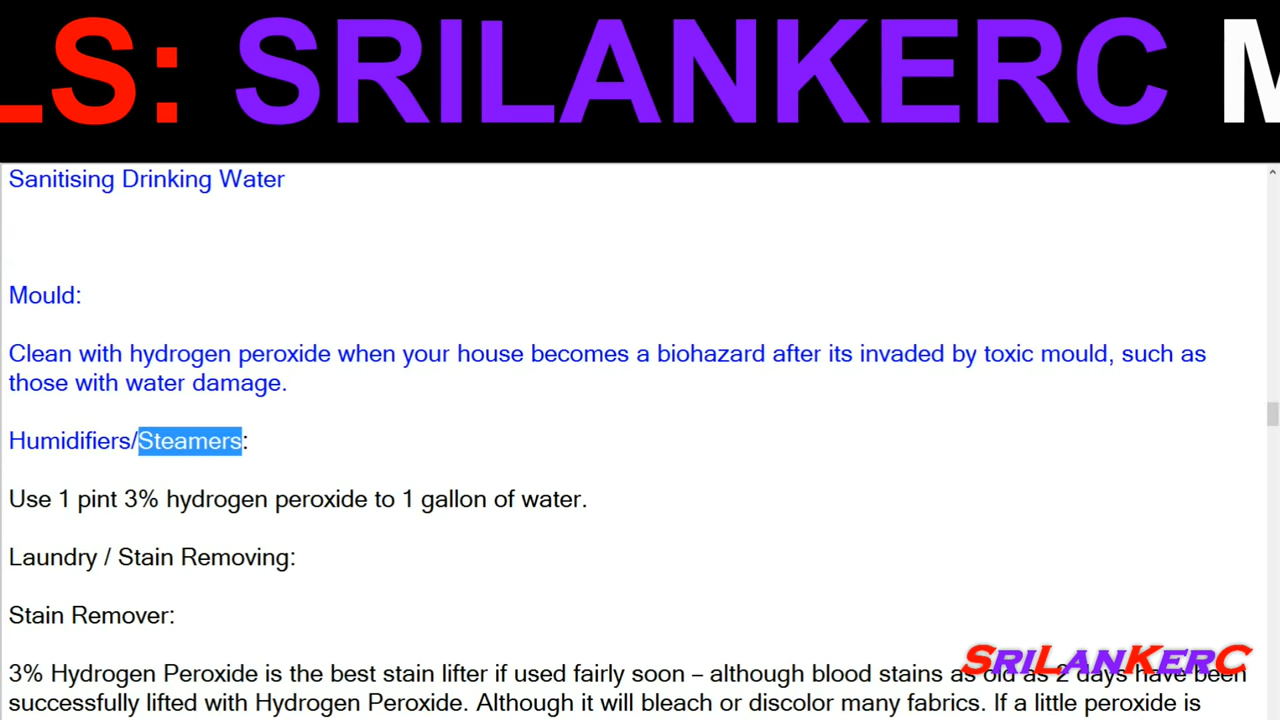 LS: SRILANKERC M
Sanitising Drinking Water
Mould:
Clean with hydrogen peroxide when your house becomes a biohazard after its invaded by toxic mould, such as
those with water damage.
Humidifiers/Steamers:
Use 1 pint 3% hydrogen peroxide to 1 gallon of water.
Laundry / Stain Removing:
Stain Remover:
3% Hydrogen Peroxide is the best stain lifter if used fairly soon – although blood stains as old as 2 days have been
successfully lifted with Hydrogen Peroxide. Although it will bleach or discolor many fabrics. If a little peroxide is
SRILANKERC